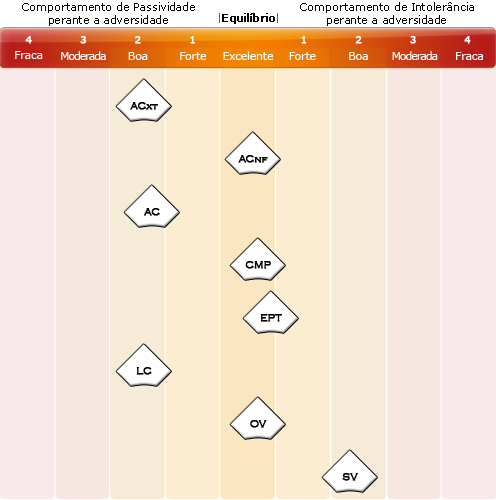 Comportamento de Passividade
perante a adversidade
|Equilíbrio|
Comportamento de Intolerância
perante a adversidade
4 3 2 1 1 2 3 4
Fraca Moderada Boa Forte Excelente Forte Boa Moderada Fraca
ACXT
ACNF
AC
CMP
EPT
LC
OV
SV